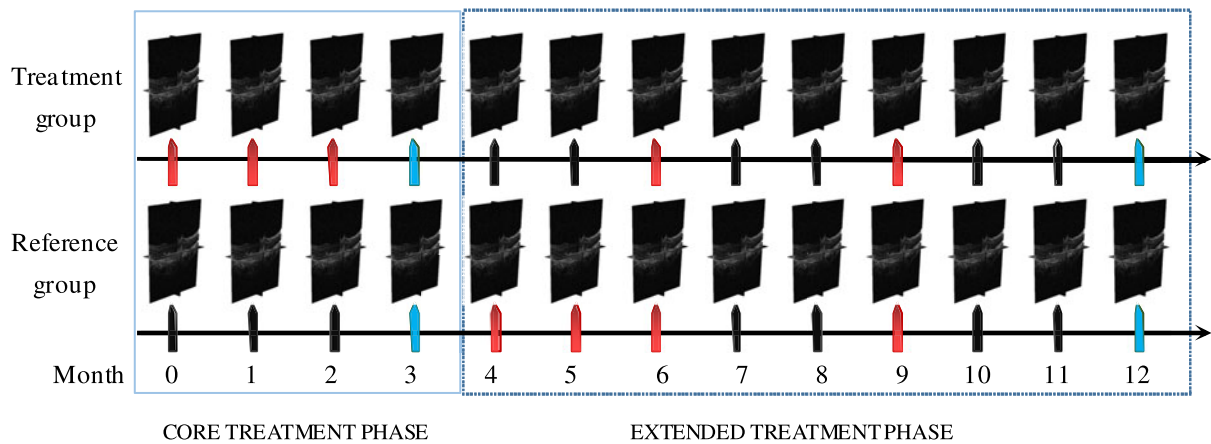 Treatment
group
Reference
group
Month 0 1 2 3 4 5 6 7 8 9 10 11 12
CORE TREATMENT PHASE EXTENDED TREATMENT PHASE